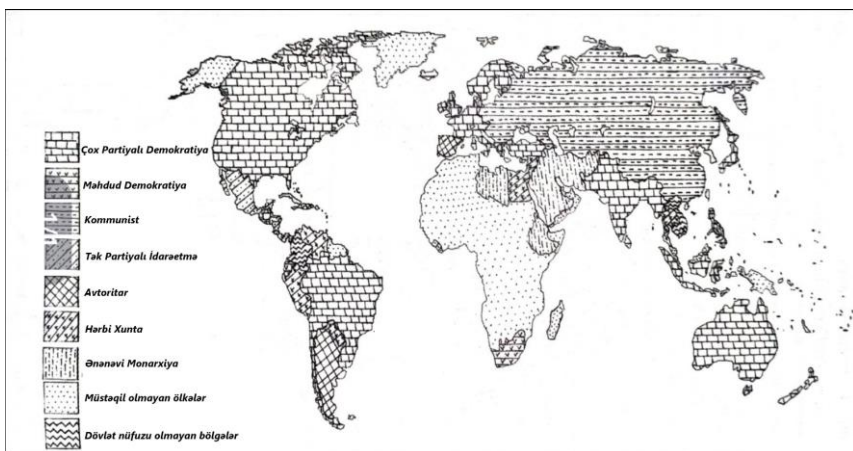 Çox Partiyalı Demokratiya
Məhdud Demokratiya
Kommunist
Tək Partiyalı İdarəetmə
Avtoritar
Hərbi Xunta
Ənənəvi Monarxiya
Müstəqil olmayan ölkələr
Dövlət nüfuzu olmayan bölgələr